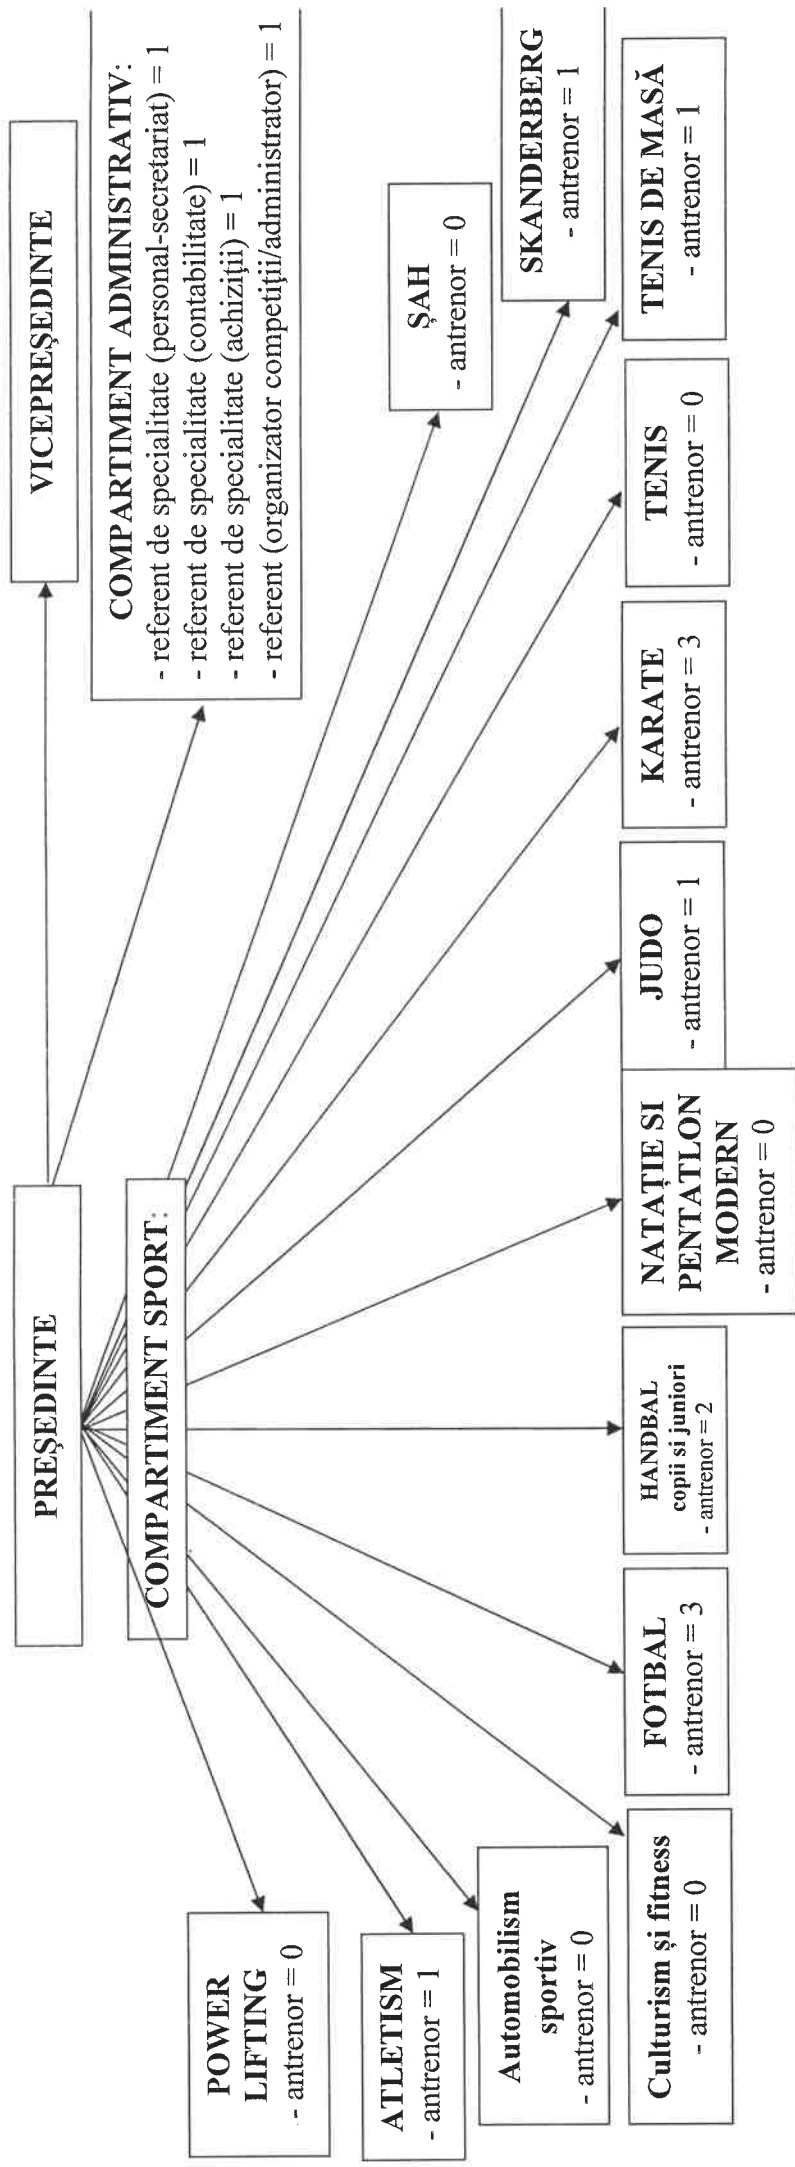 PREȘEDINTE
VICEPREȘEDINTE
COMPARTIMENT ADMINISTRATIV:
- referent de specialitate (personal-secretariat) = 1
- referent de specialitate (contabilitate) = 1
- referent de specialitate (achiziții) = 1
- referent (organizator competiții/administrator) = 1
COMPARTIMENT SPORT:
POWER
LIFTING
- antrenor = 0
ATLETISM
- antrenor = 1
Automobilism
sportiv
- antrenor = 0
Culturism și fitness
- antrenor = 0
FOTBAL
- antrenor = 3
HANDBAL
copii si juniori
- antrenor = 2
NATAȚIE SI
PENTATLON
MODERN
- antrenor = 0
JUDO
- antrenor = 1
KARATE
- antrenor = 3
TENIS
- antrenor = 0
TENIS DE MASĂ
- antrenor = 1
SKANDERBERG
- antrenor = 1
ȘAH
- antrenor = 0